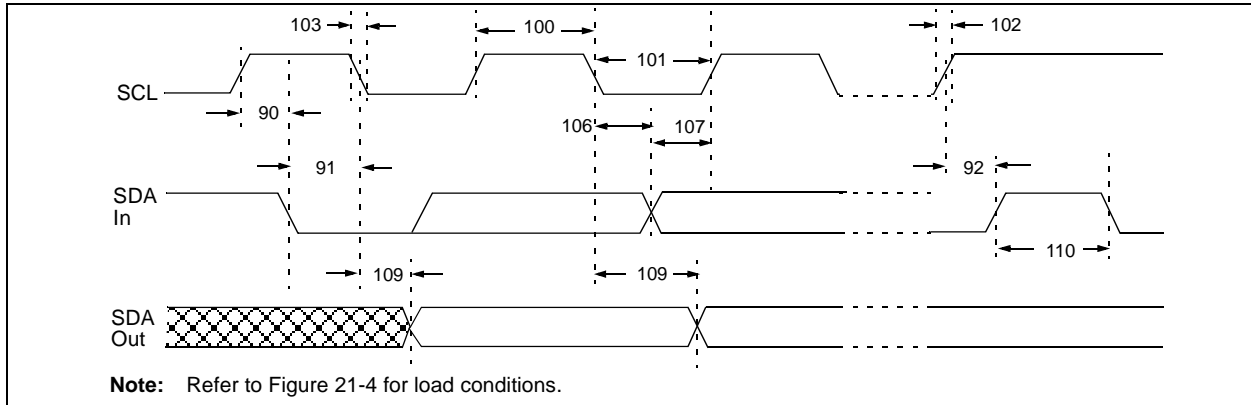 103
100
102
101
SCL
90
106
107
91
92
SDA
In
110
109
109
SDA
Out
Note: Refer to Figure 21-4 for load conditions.